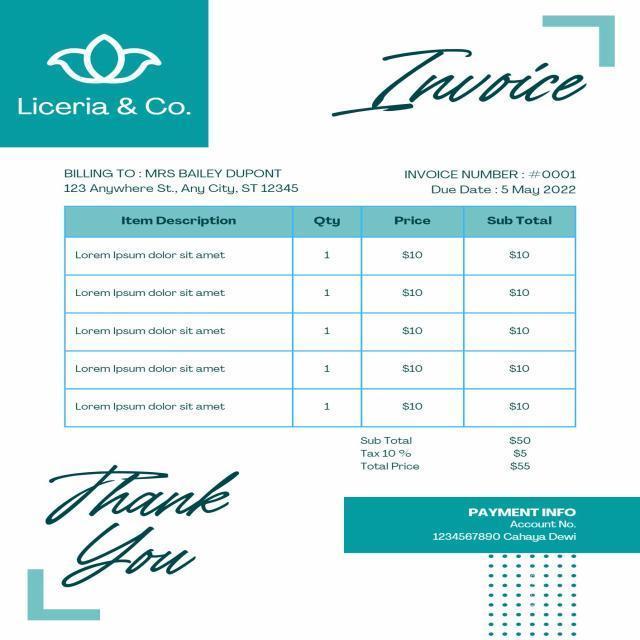 Liceria & Co.
Invoice
BILLING TO : MRS BAILEY DUPONT
123 Anywhere St., Any City, ST 12345
INVOICE NUMBER : #0001
Due Date : 5 May 2022
Item Description Qty Price Sub Total
Lorem Ipsum dolor sit amet 1 $10 $10
Lorem Ipsum dolor sit amet 1 $10 $10
Lorem Ipsum dolor sit amet 1 $10 $10
Lorem Ipsum dolor sit amet 1 $10 $10
Lorem Ipsum dolor sit amet 1 $10 $10
Sub Total $50
Tax 10 % $5
Total Price $55
Thank
You
PAYMENT INFO
Account No.
1234567890 Cahaya Dewi